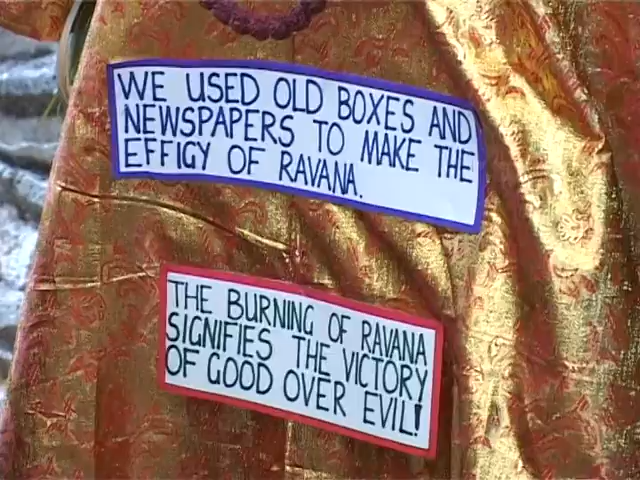 WE USED OLD BOXES AND
NEWSPAPERS TO MAKE THE
EFFIGY OF RAVANA.
THE BURNING OF RAVANA
SIGNIFIES THE VICTORY
OF GOOD OVER EVIL!